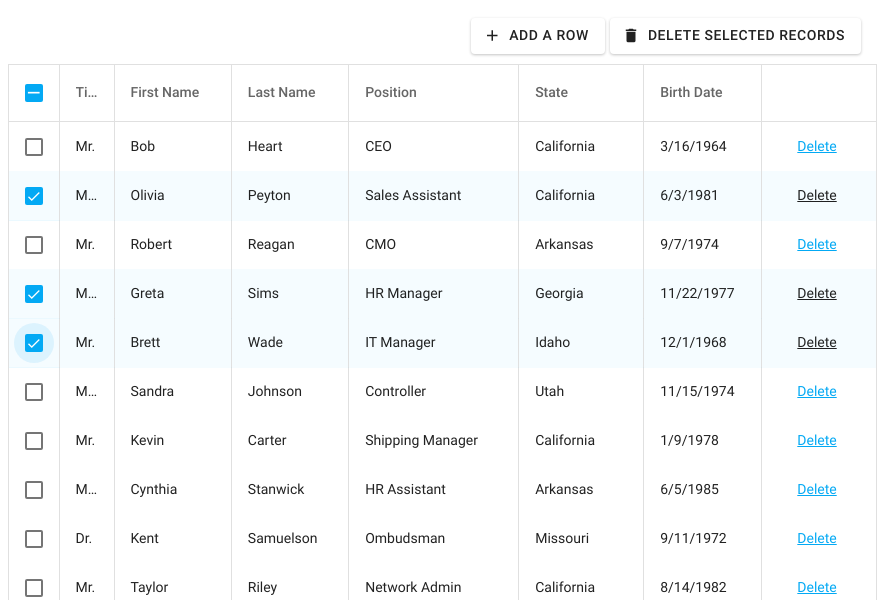 ADD A ROW DELETE SELECTED RECORDS
Ti... First Name Last Name Position State Birth Date
Mr. Bob Heart CEO California 3/16/1964 Delete
M... Olivia Peyton Sales Assistant California 6/3/1981 Delete
Mr. Robert Reagan CMO Arkansas 9/7/1974 Delete
M... Greta Sims HR Manager Georgia 11/22/1977 Delete
Mr. Brett Wade IT Manager Idaho 12/1/1968 Delete
M... Sandra Johnson Controller Utah 11/15/1974 Delete
Mr. Kevin Carter Shipping Manager California 1/9/1978 Delete
M... Cynthia Stanwick HR Assistant Arkansas 6/5/1985 Delete
Dr. Kent Samuelson Ombudsman Missouri 9/11/1972 Delete
Mr. Taylor Riley Network Admin California 8/14/1982 Delete